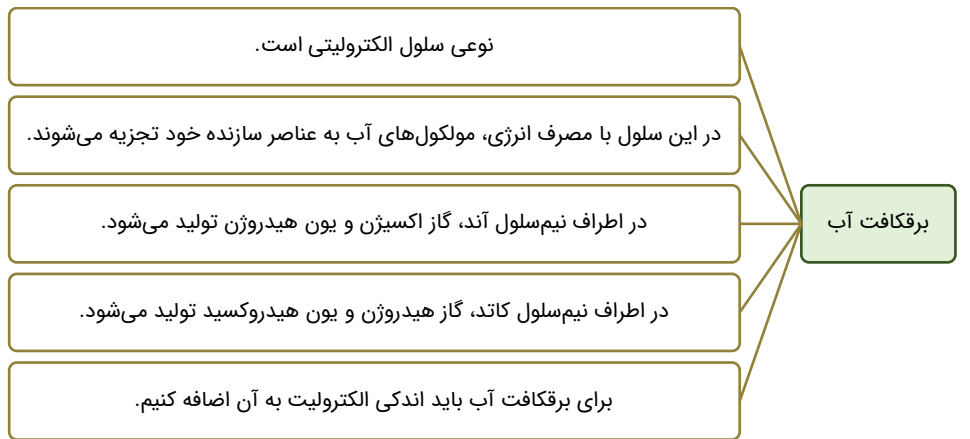 برقکافت آب
نوعی سلول الکترولیتی است.
در این سلول با مصرف انرژی، مولکول‌های آب به عناصر سازنده خود تجزیه می‌شوند.
در اطراف نیم‌سلول آند، گاز اکسیژن و یون هیدروژن تولید می‌شود.
در اطراف نیم‌سلول کاتد، گاز هیدروژن و یون هیدروکسید تولید می‌شود.
برای برقکافت آب باید اندکی الکترولیت به آن اضافه کنیم.